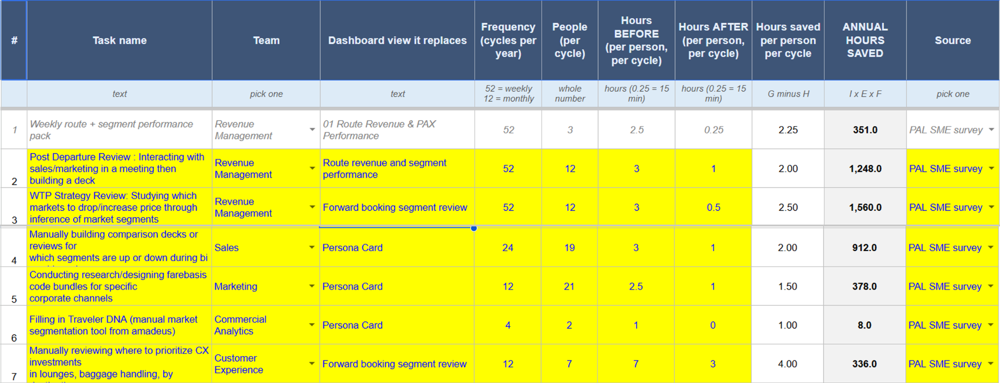 # Task name Team Dashboard view it replaces Frequency (cycles per year) People (per cycle) Hours BEFORE (per person, per cycle) Hours AFTER (per person, per cycle) Hours saved per person per cycle ANNUAL HOURS SAVED Source
text pick one text 52 = weekly 12 = monthly whole number hours (0.25 = 15 min) hours (0.25 = 15 min) G minus H I x E x F pick one
1 Weekly route + segment performance pack Revenue Management 01 Route Revenue & PAX Performance 52 3 2.5 0.25 2.25 351.0 PAL SME survey
2 Post Departure Review : Interacting with sales/marketing in a meeting then building a deck Revenue Management Route revenue and segment performance 52 12 3 1 2.00 1,248.0 PAL SME survey
3 WTP Strategy Review: Studying which markets to drop/increase price through inference of market segments Revenue Management Forward booking segment review 52 12 3 0.5 2.50 1,560.0 PAL SME survey
4 Manually building comparison decks or reviews for which segments are up or down during bi Sales Persona Card 24 19 3 1 2.00 912.0 PAL SME survey
5 Conducting research/designing farebasis code bundles for specific corporate channels Marketing Persona Card 12 21 2.5 1 1.50 378.0 PAL SME survey
6 Filling in Traveler DNA (manual market segmentation tool from amadeus) Commercial Analytics Persona Card 4 2 1 0 1.00 8.0 PAL SME survey
7 Manually reviewing where to prioritize CX investments in lounges, baggage handling, by Customer Experience Forward booking segment review 12 7 7 3 4.00 336.0 PAL SME survey